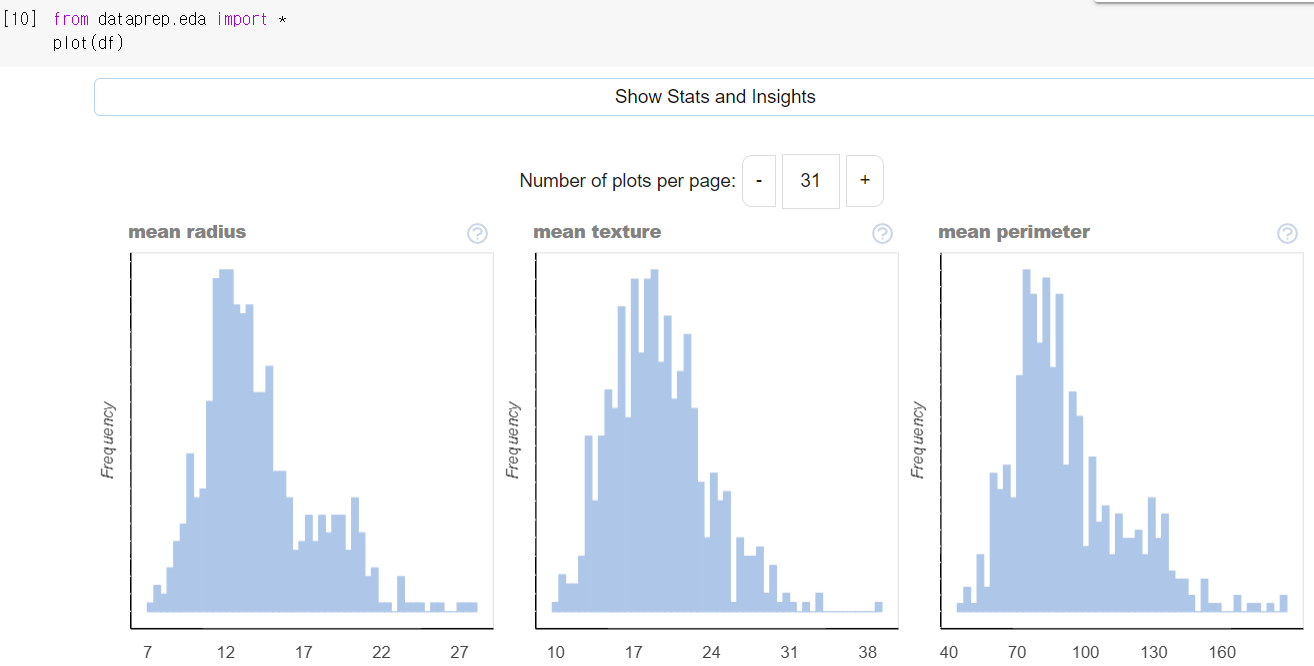 [10] from dataprep.eda import *
plot(df)
Show Stats and Insights
Number of plots per page: - 31 +
mean radius ? mean texture ? mean perimeter ?
Frequency Frequency Frequency
7 12 17 22 27 10 17 24 31 38 40 70 100 130 160